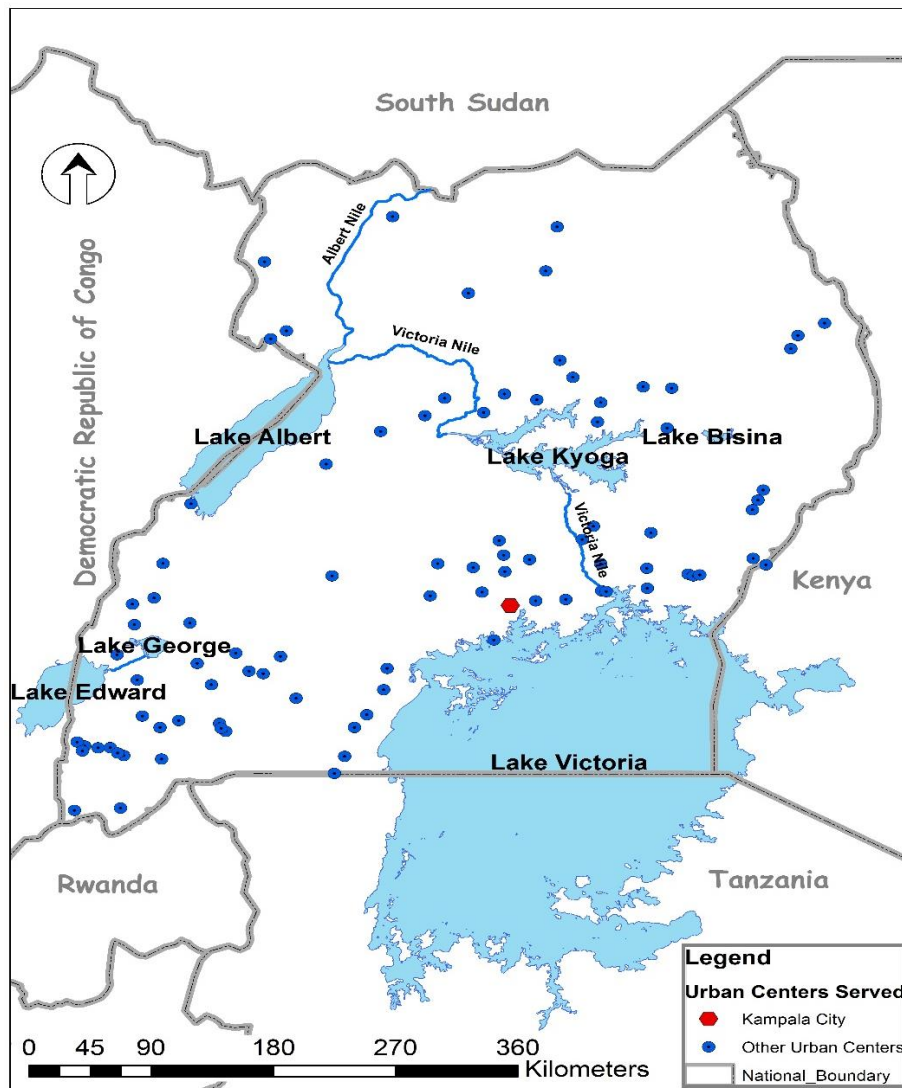 South Sudan
Albert Nile
Democratic Republic of Congo
Victoria Nile
Lake Albert
Lake Bisina
Lake Kyoga
Victoria Nile
Kenya
Lake George
Lake Edward
Lake Victoria
Rwanda
Tanzania
Legend
Urban Centers Served
Kampala City
Other Urban Centers
National_Boundary
0 45 90 180 270 360
Kilometers